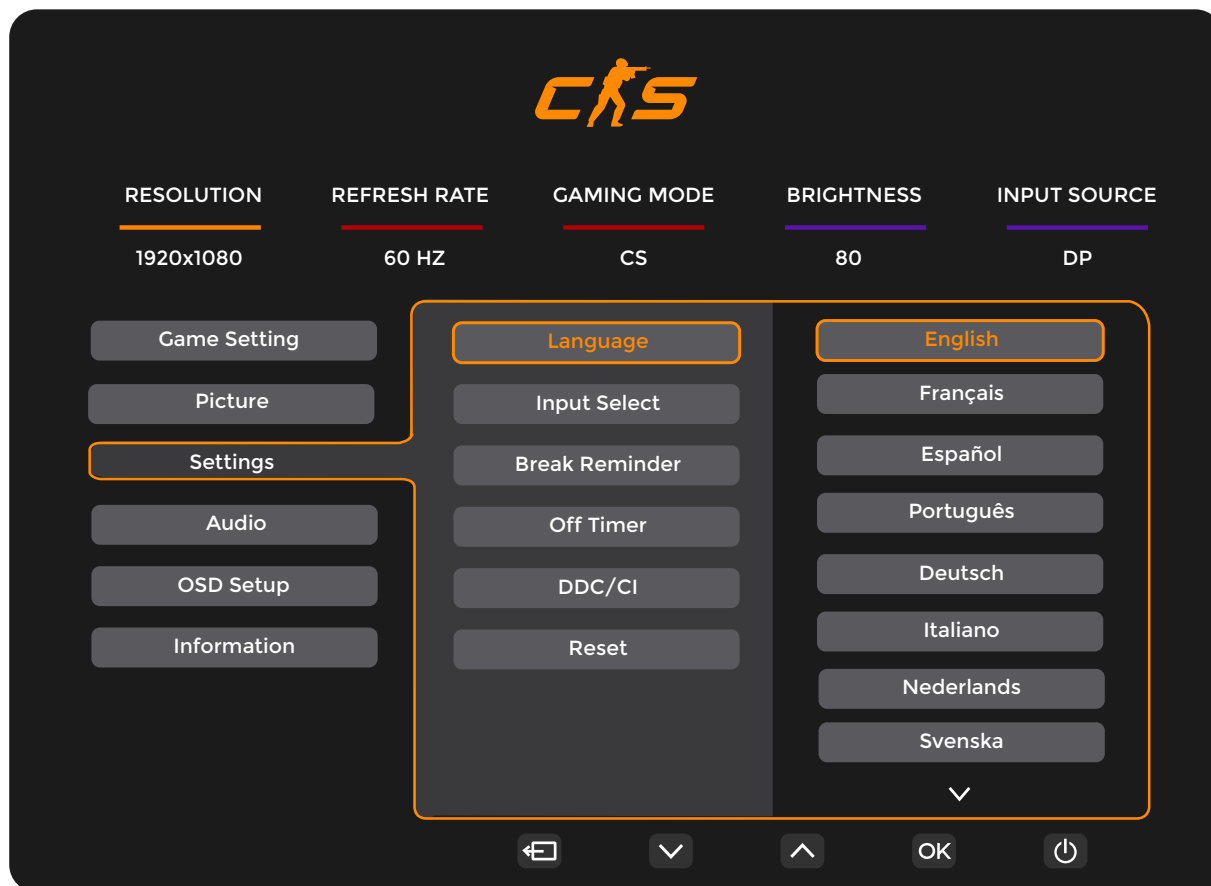 CS
RESOLUTION REFRESH RATE GAMING MODE BRIGHTNESS INPUT SOURCE
1920x1080 60 HZ CS 80 DP
Game Setting
Picture
Settings
Audio
OSD Setup
Information
Language
Input Select
Break Reminder
Off Timer
DDC/CI
Reset
English
Français
Español
Português
Deutsch
Italiano
Nederlands
Svenska
OK